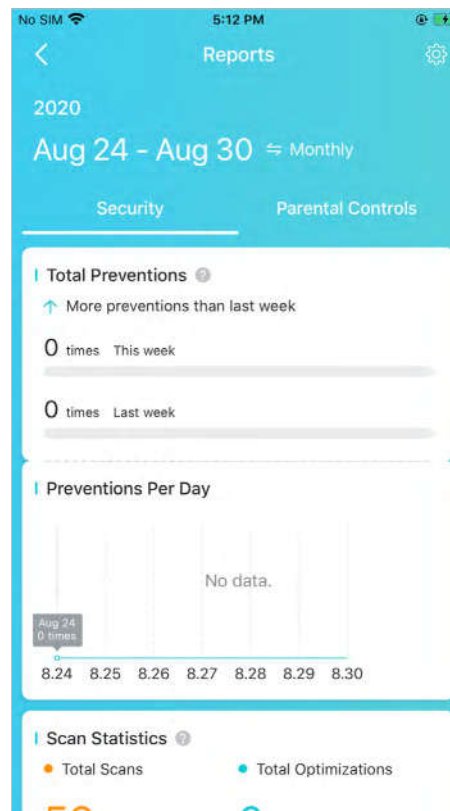 No SIM 5:12 PM
Reports
2020
Aug 24 - Aug 30 ⇋ Monthly
Security Parental Controls
Total Preventions ?
↑ More preventions than last week
0 times This week
0 times Last week
Preventions Per Day
No data.
Aug 24
0 times
8.24 8.25 8.26 8.27 8.28 8.29 8.30
Scan Statistics ?
Total Scans Total Optimizations